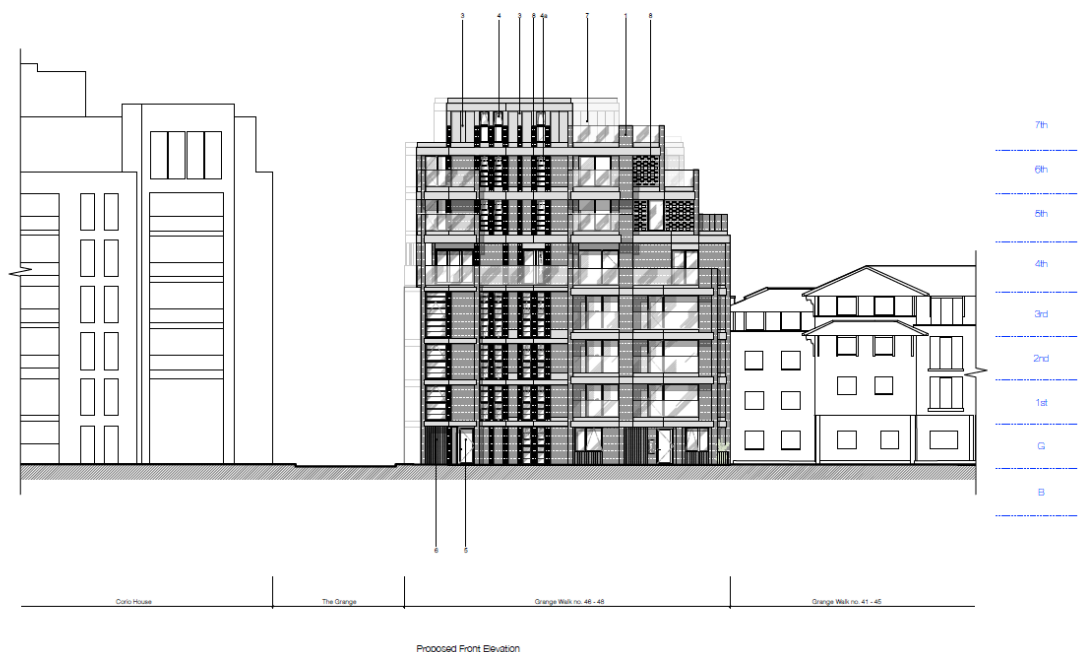 3 4 3 8 4a 7 1 8
7th
6th
5th
4th
3rd
2nd
1st
G
B
6 5
Corio House The Grange Grange Walk no. 46 - 48 Grange Walk no. 41 - 45
Proposed Front Elevation